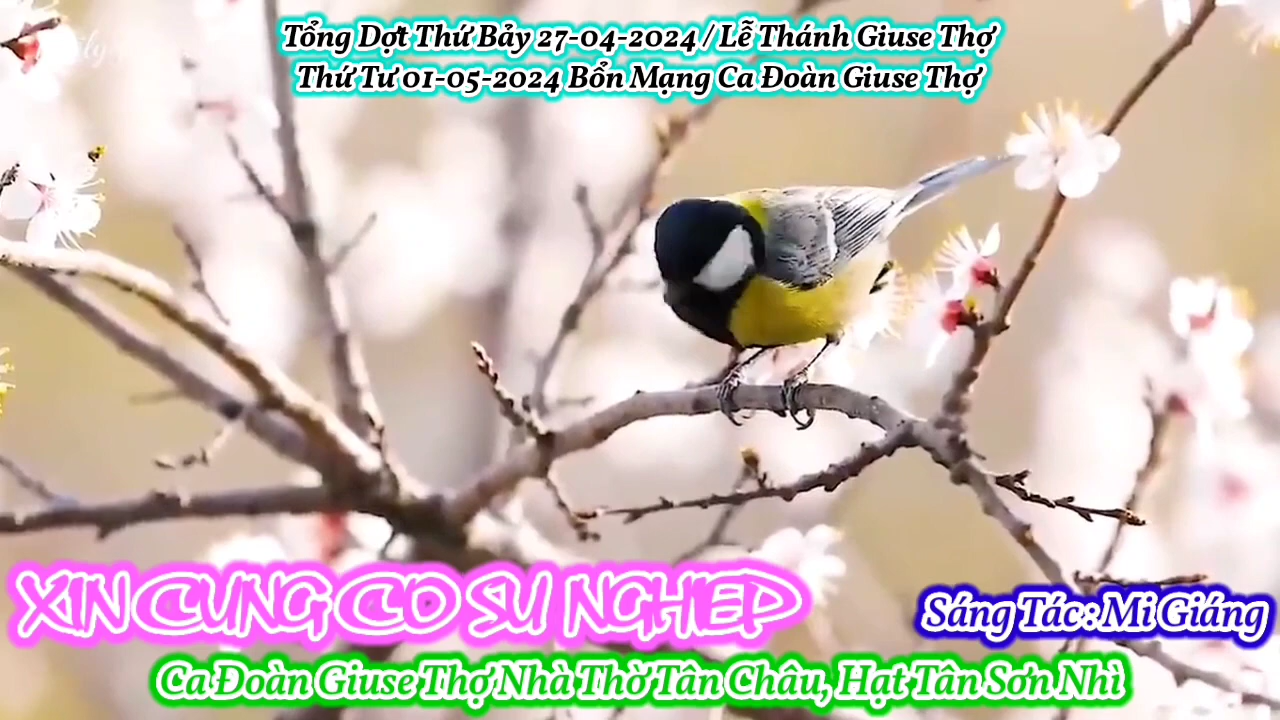 Tổng Dợt Thứ Bảy 27-04-2024 / Lễ Thánh Giuse Thợ
Thứ Tư 01-05-2024 Bổn Mạng Ca Đoàn Giuse Thợ
XIN CUNG CO SU NGHIEP
Sáng Tác : Mi Giáng
Ca Đoàn Giuse Thợ Nhà Thờ Tân Châu, Hạt Tân Sơn Nhì